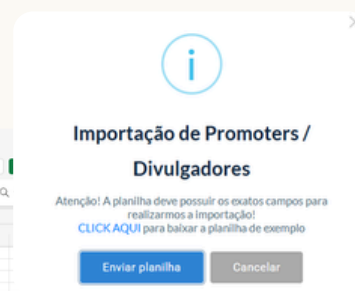 Importação de Promoters /
Divulgadores
Atenção! A planilha deve possuir os exatos campos para
realizarmos a importação!
CLICK AQUI para baixar a planilha de exemplo
Enviar planilha
Cancelar